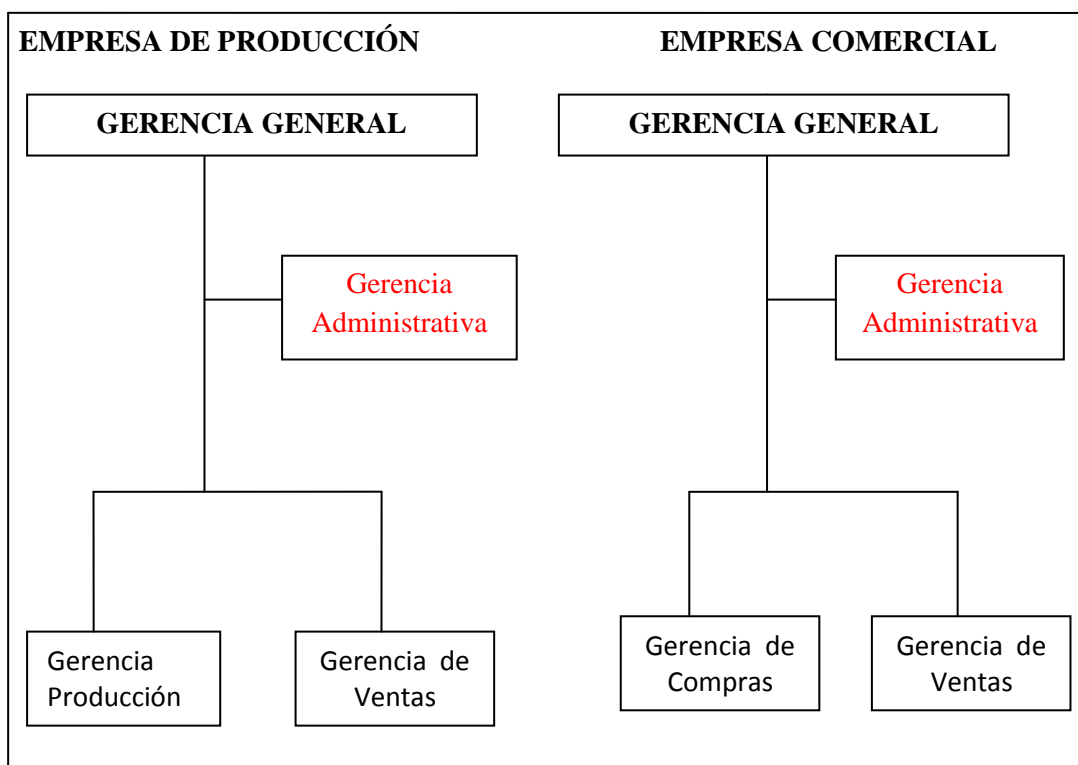 EMPRESA DE PRODUCCIÓN
EMPRESA COMERCIAL
GERENCIA GENERAL
GERENCIA GENERAL
Gerencia
Administrativa
Gerencia
Administrativa
Gerencia
Producción
Gerencia de
Ventas
Gerencia de
Compras
Gerencia de
Ventas